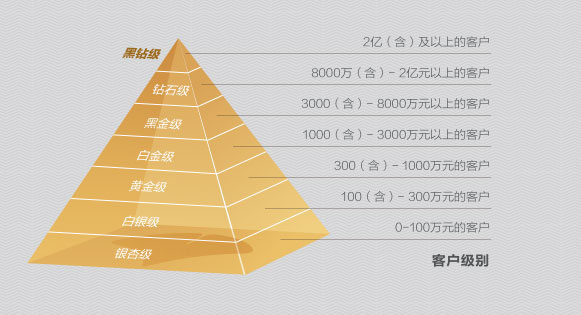 黑钻级
2亿（含）及以上的客户
钻石级
8000万（含）- 2亿元以上的客户
黑金级
3000（含）- 8000万元以上的客户
白金级
1000（含）- 3000万元以上的客户
黄金级
300（含）- 1000万元的客户
白银级
100（含）- 300万元的客户
银杏级
0-100万元的客户
客户级别